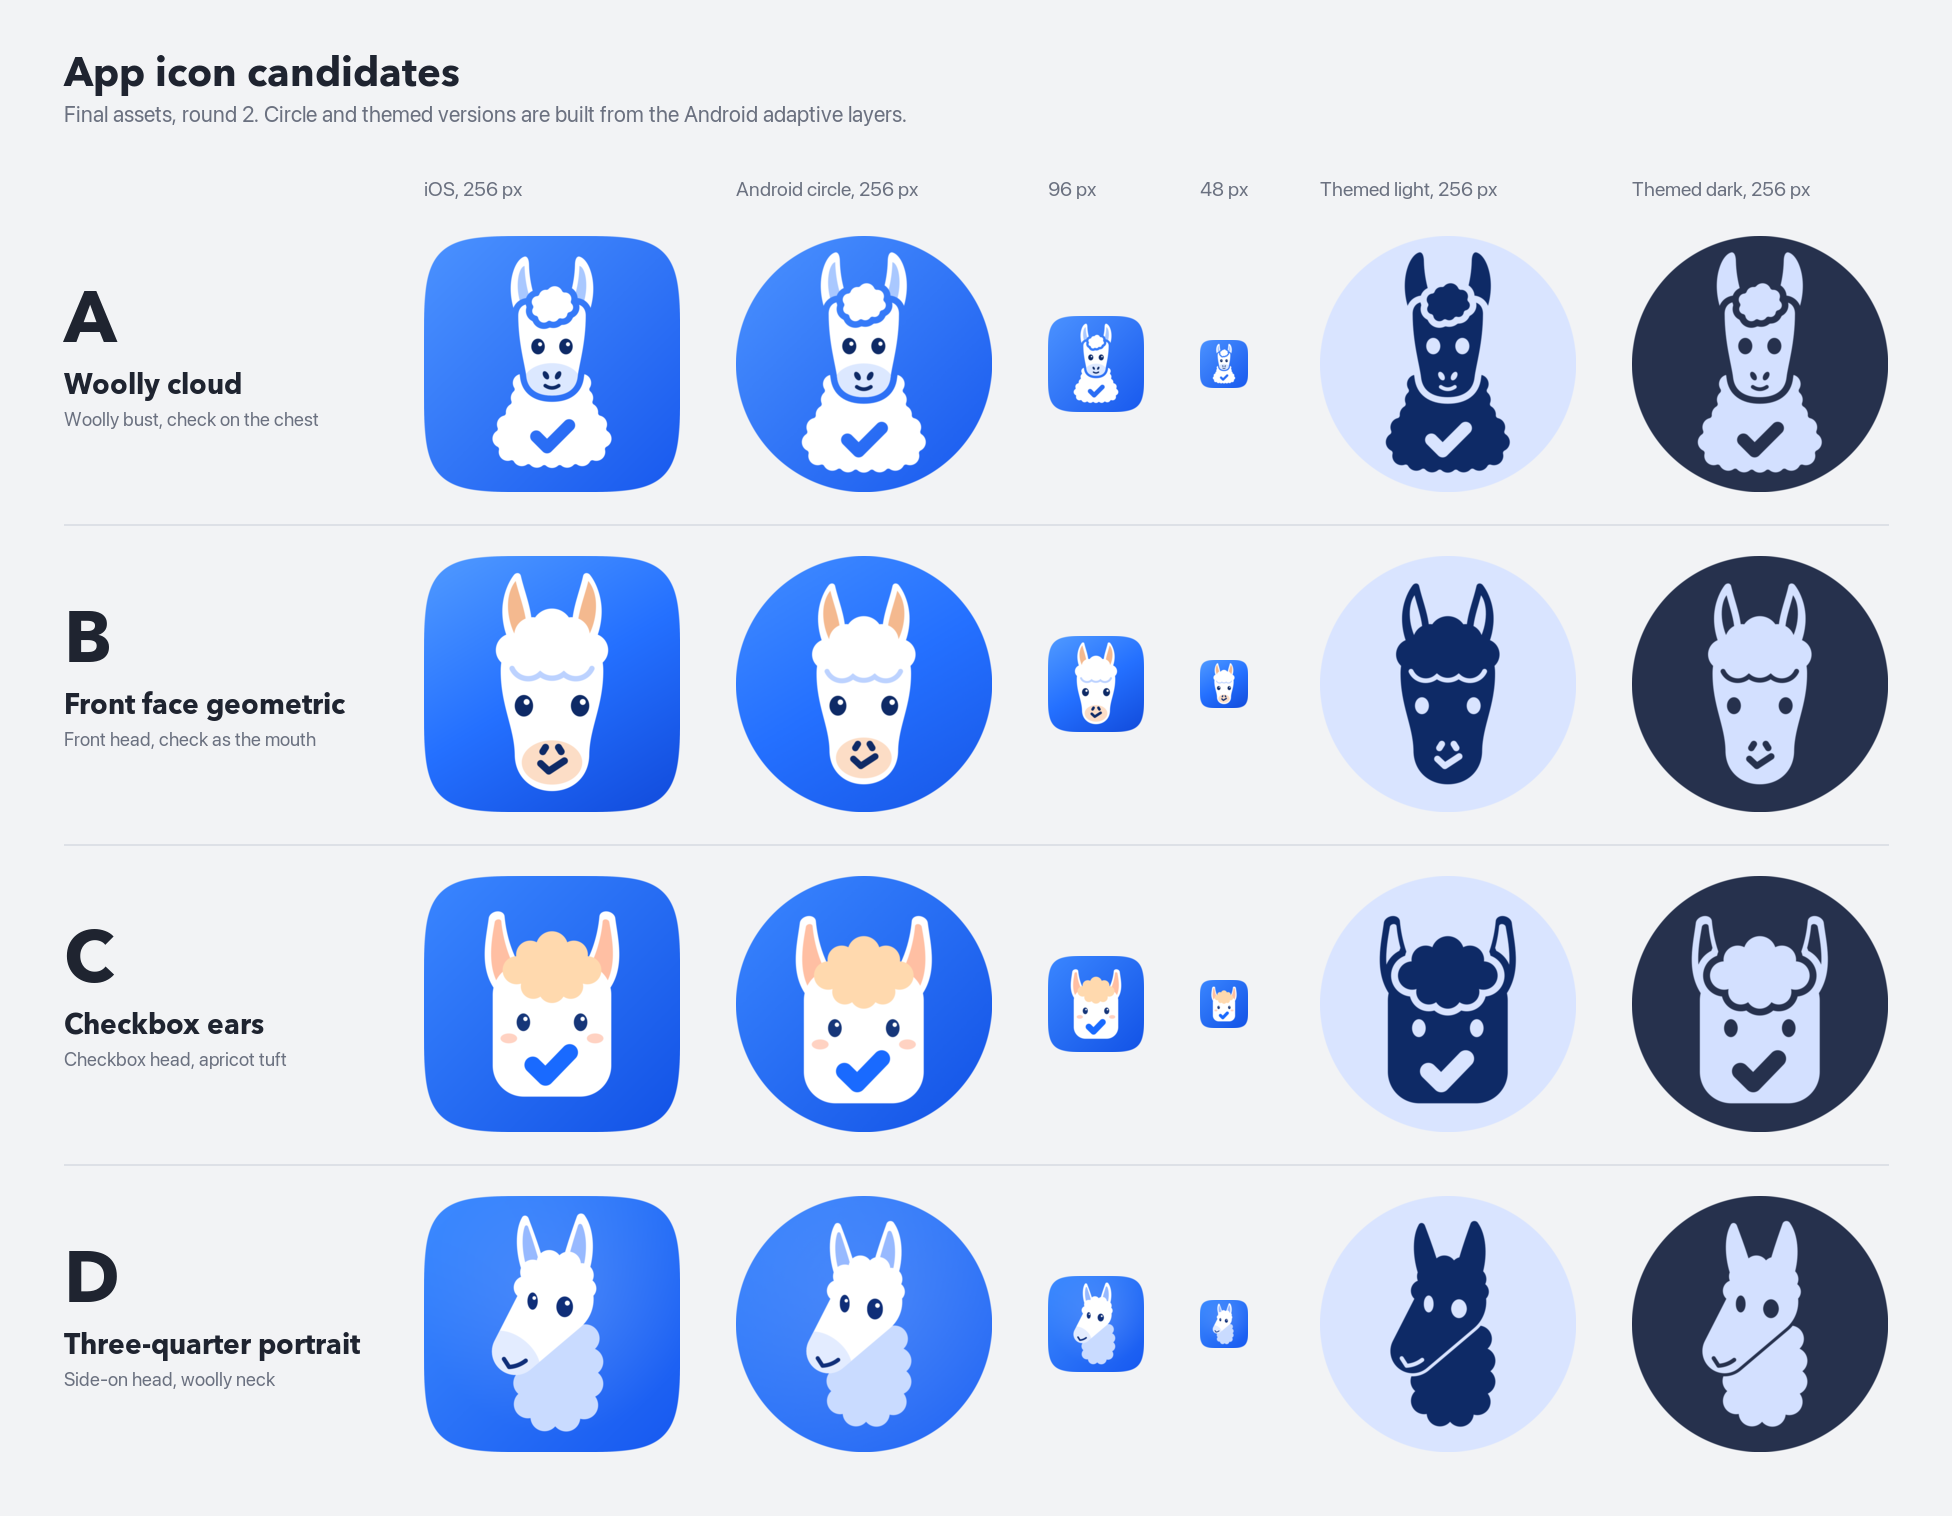 App icon candidates
Final assets, round 2. Circle and themed versions are built from the Android adaptive layers.
iOS, 256 px
Android circle, 256 px
96 px
48 px
Themed light, 256 px
Themed dark, 256 px
A
Woolly cloud
Woolly bust, check on the chest
B
Front face geometric
Front head, check as the mouth
C
Checkbox ears
Checkbox head, apricot tuft
D
Three-quarter portrait
Side-on head, woolly neck